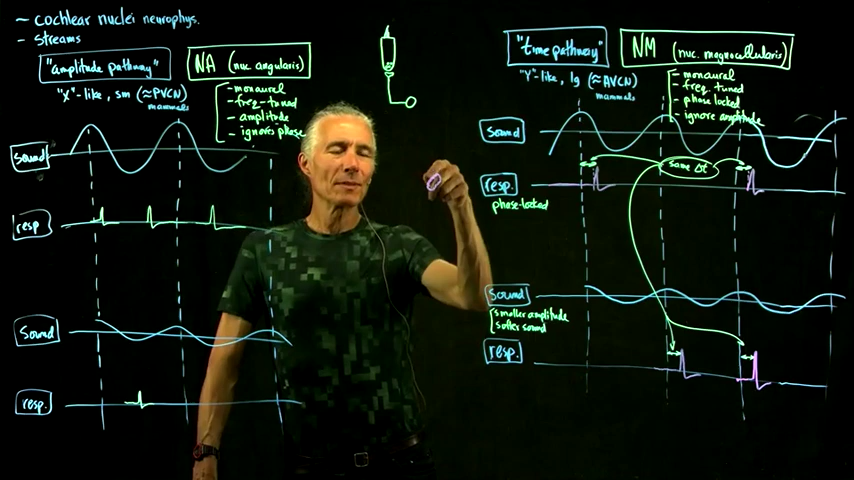 ~ cochlear nuclei neurophys.
- streams
"amplitude pathway"
NA (nuc. angularis)
"X"-like, sm (≈PVCN)
mammals
- monaural
- freq-tuned
- amplitude
- ignores phase
sound
resp.
sound
resp.
"time pathway"
NM (nuc. magnocellularis)
"Y"-like, lg (≈AVCN)
mammals
- monaural
- freq. tuned
- phase locked
- ignore amplitude
sound
same Δt
resp.
phase-locked
sound
smaller amplitude
softer sound
resp.